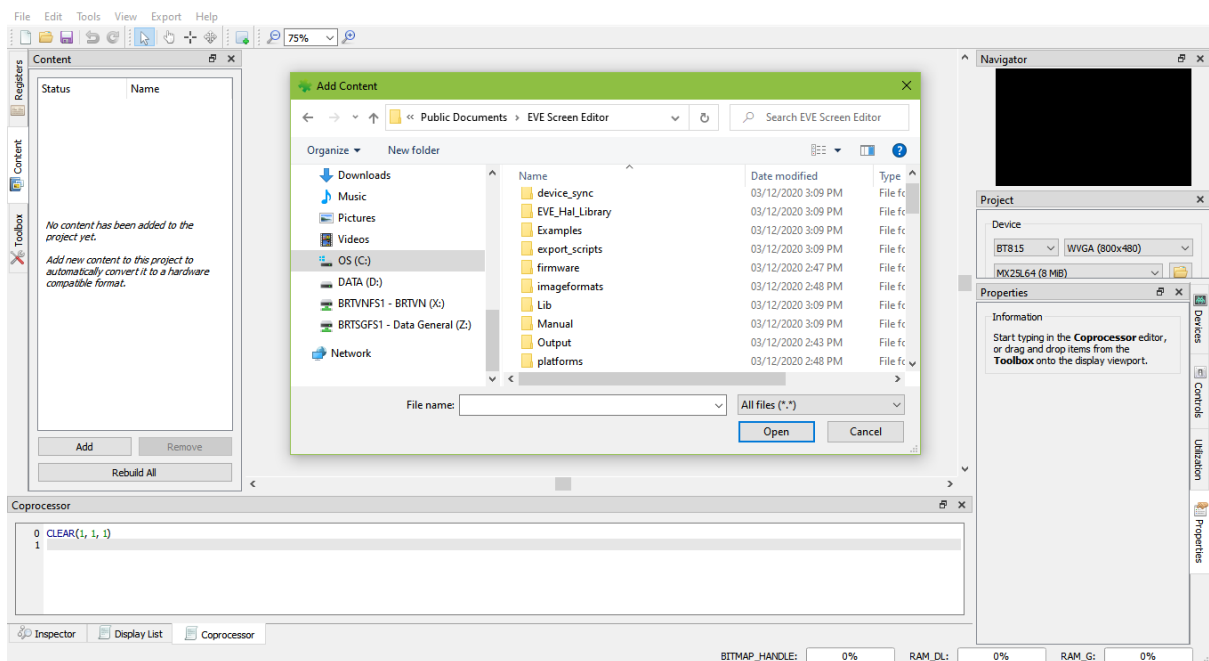 File Edit Tools View Export Help
75%
Registers
Content
Toolbox
Content
Status Name
No content has been added to the
project yet.
Add new content to this project to
automatically convert it to a hardware
compatible format.
Add Remove
Rebuild All
Add Content
« Public Documents › EVE Screen Editor
Search EVE Screen Editor
Organize New folder
Downloads
Music
Pictures
Videos
OS (C:)
DATA (D:)
BRTVNFS1 - BRTVN (X:)
BRTSGFS1 - Data General (Z:)
Network
Name Date modified Type
device_sync 03/12/2020 3:09 PM File fc
EVE_Hal_Library 03/12/2020 3:09 PM File fc
Examples 03/12/2020 3:09 PM File fc
export_scripts 03/12/2020 3:09 PM File fc
firmware 03/12/2020 2:47 PM File fc
imageformats 03/12/2020 2:48 PM File fc
Lib 03/12/2020 3:09 PM File fc
Manual 03/12/2020 3:09 PM File fc
Output 03/12/2020 2:43 PM File fc
platforms 03/12/2020 2:48 PM File fc
File name: All files (*.*)
Open Cancel
Navigator
Project
Device
BT815 WVGA (800x480)
MX25L64 (8 MiB)
Properties
Information
Start typing in the Coprocessor editor,
or drag and drop items from the
Toolbox onto the display viewport.
Devices
Controls
Utilization
Properties
Coprocessor
0 CLEAR(1, 1, 1)
1
Inspector Display List Coprocessor
BITMAP_HANDLE: 0% RAM_DL: 0% RAM_G: 0%